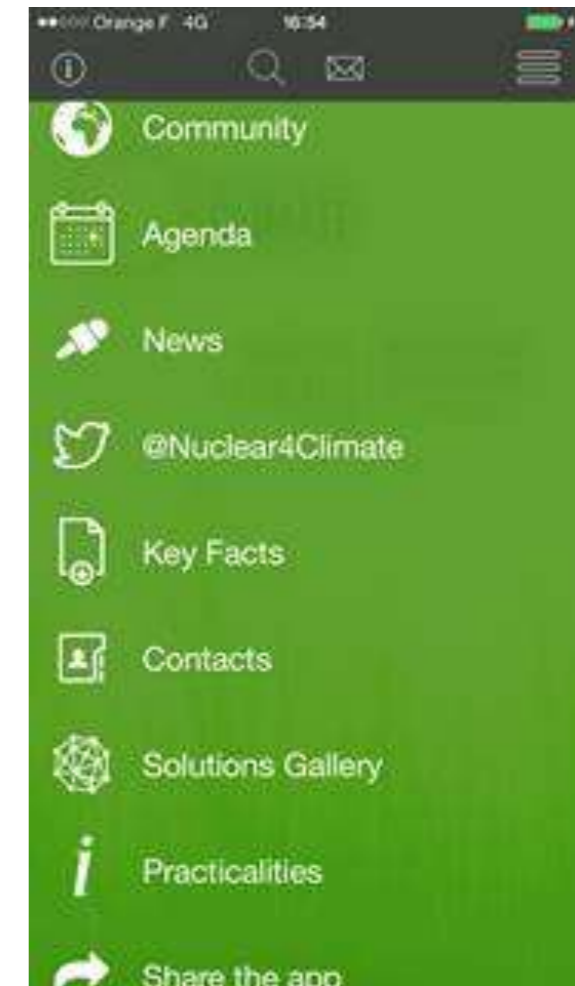 Orange F 4G 16:54
Community
Agenda
News
@Nuclear4Climate
Key Facts
Contacts
Solutions Gallery
Practicalities
Share the app